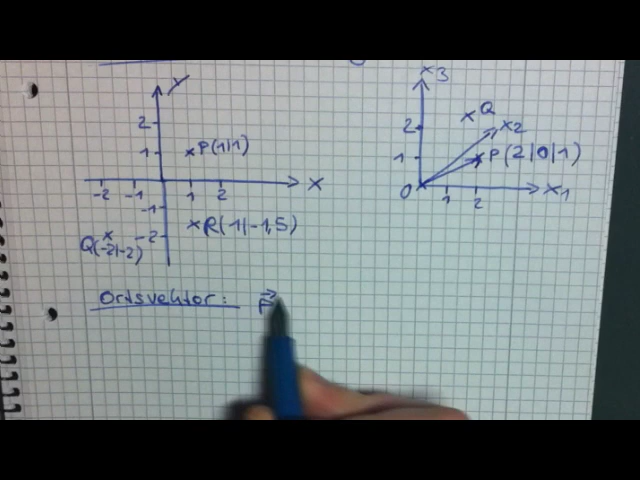 Y
2
1
P(1|1)
-2 -1 1 2 X
-1
R(1|-1,5)
-2
Q(-2|-2)
x3
Q
2
x2
1
P(2|0|1)
0 1 2 x1
Ortsvektor: